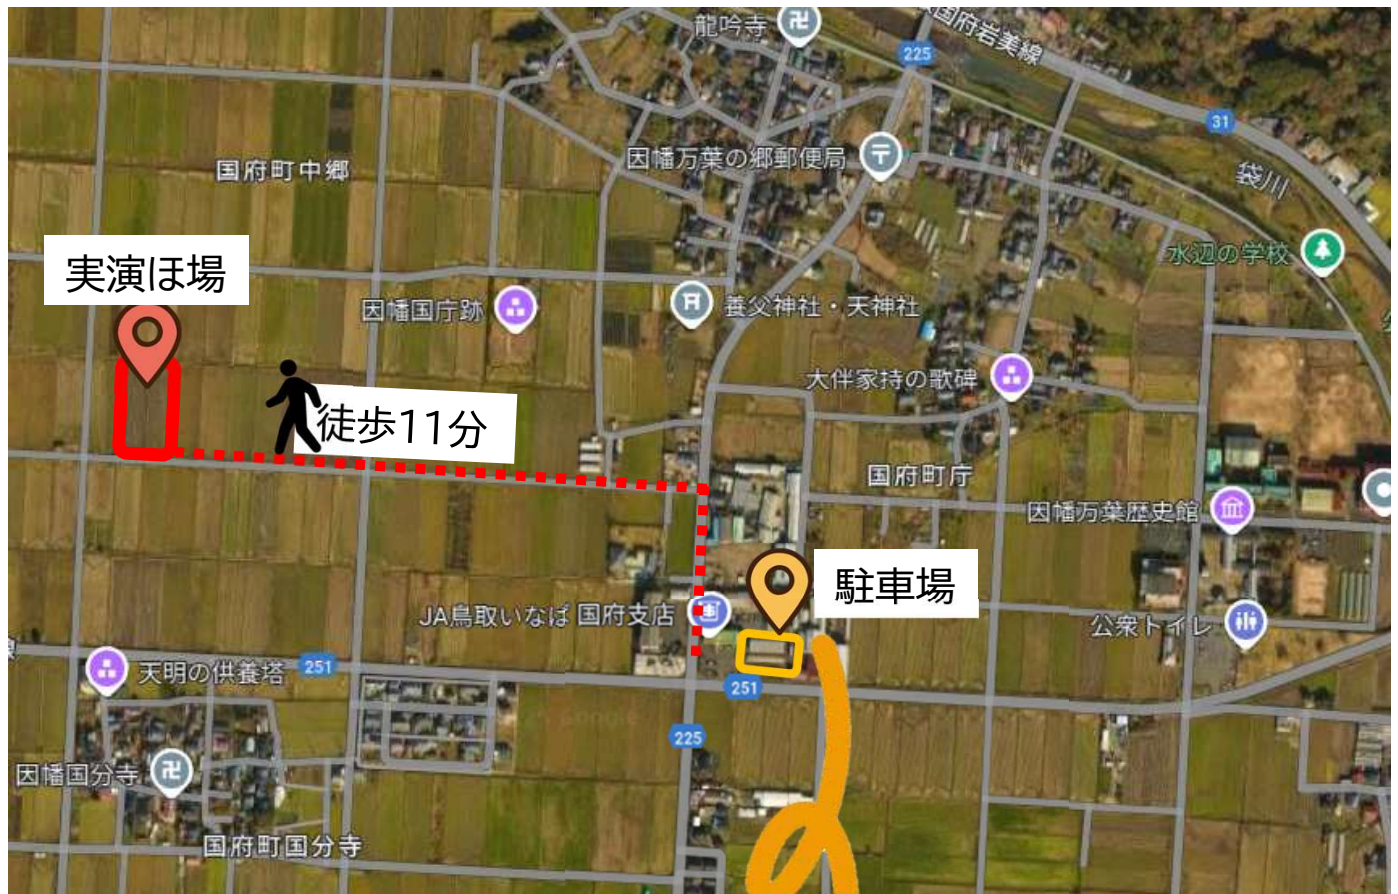 龍吟寺
国府岩美線
225
31
因幡万葉の郷郵便局
国府町中郷
袋川
水辺の学校
実演ほ場
因幡国庁跡
養父神社・天神社
大伴家持の歌碑
徒歩11分
国府町庁
因幡万葉歴史館
駐車場
JA鳥取いなば 国府支店
公衆トイレ
天明の供養塔
251
251
225
Google
因幡国分寺
国府町国分寺